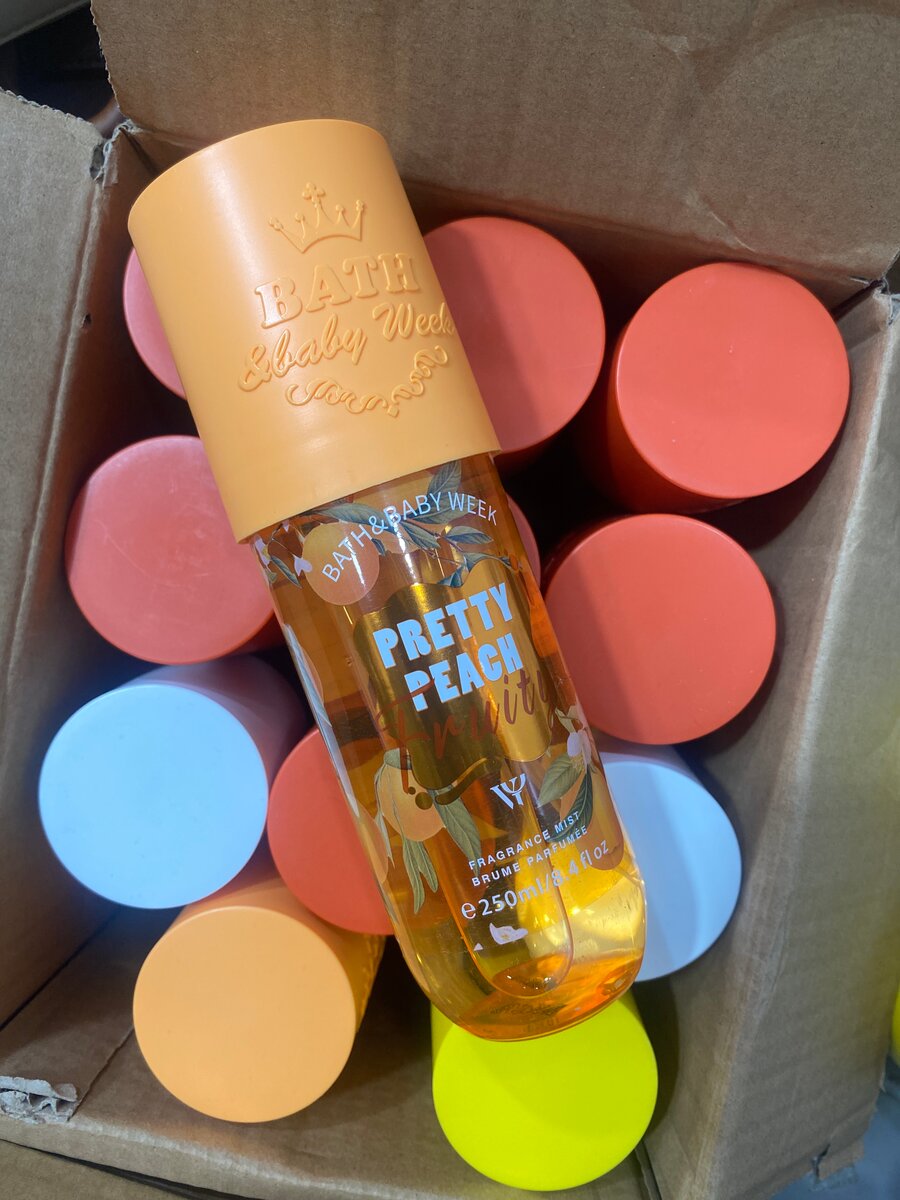 BATH
&baby Week
BATH&BABY WEEK
PRETTY
PEACH
Fruity
FRAGRANCE MIST
BRUME PARFUMÉE
e250ml/8.4 fl oz